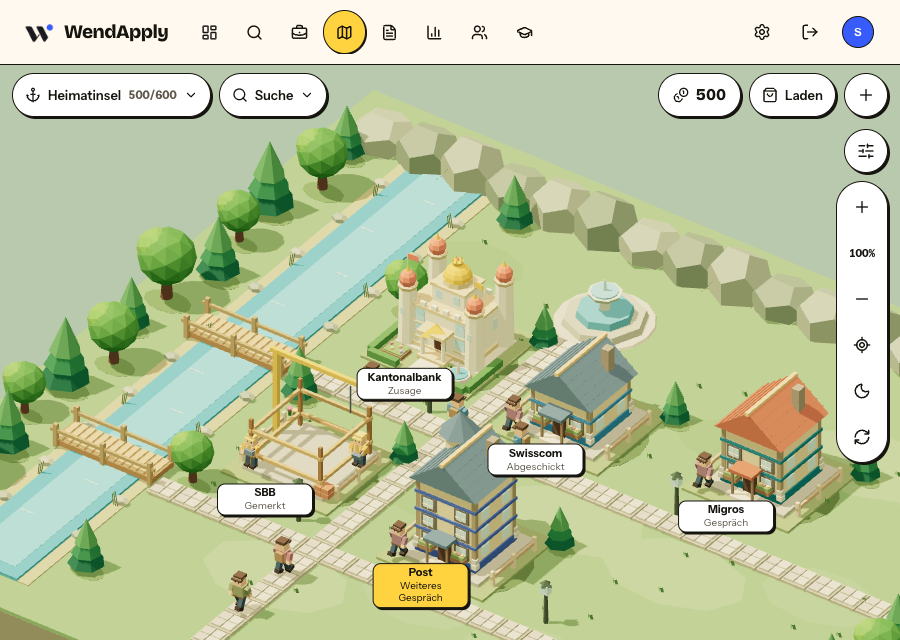 WendApply
S
Heimatinsel 500/600
Suche
500
Laden
100%
Kantonalbank
Zusage
Swisscom
Abgeschickt
SBB
Gemerkt
Migros
Gespräch
Post
Weiteres
Gespräch